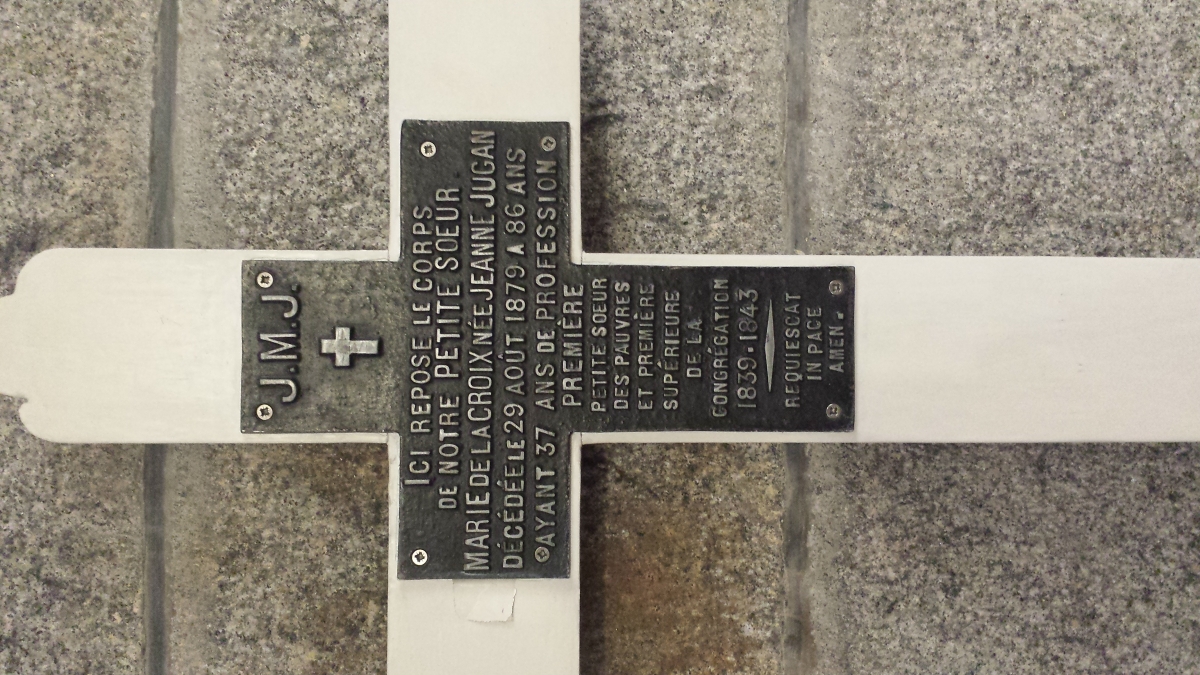 J.M.J.
ICI REPOSE LE CORPS
DE NOTRE PETITE SOEUR
MARIE DE LA CROIX NÉE JEANNE JUGAN
DÉCÉDÉE LE 29 AOÛT 1879 A 86 ANS
AYANT 37 ANS DE PROFESSION
PREMIÈRE
PETITE SOEUR
DES PAUVRES
ET PREMIÈRE
SUPÉRIEURE
DE LA
CONGRÉGATION
1839.1843
REQUIESCAT
IN PACE
AMEN.